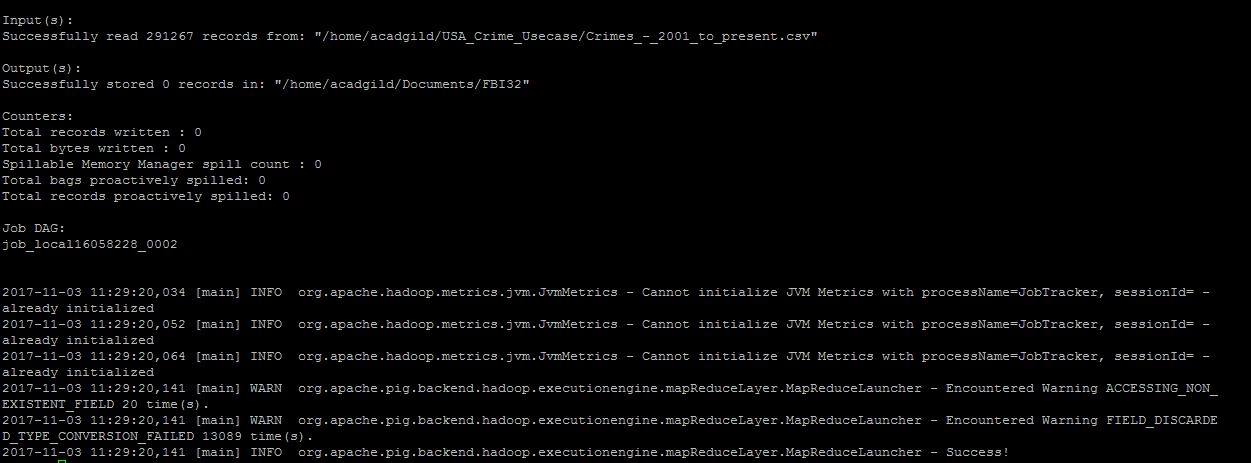 Input(s):
Successfully read 291267 records from: "/home/acadgild/USA_Crime_Usecase/Crimes_-_2001_to_present.csv"
Output(s):
Successfully stored 0 records in: "/home/acadgild/Documents/FBI32"
Counters:
Total records written : 0
Total bytes written : 0
Spillable Memory Manager spill count : 0
Total bags proactively spilled: 0
Total records proactively spilled: 0
Job DAG:
job_local16058228_0002
2017-11-03 11:29:20,034 [main] INFO  org.apache.hadoop.metrics.jvm.JvmMetrics - Cannot initialize JVM Metrics with processName=JobTracker, sessionId= -
already initialized
2017-11-03 11:29:20,052 [main] INFO  org.apache.hadoop.metrics.jvm.JvmMetrics - Cannot initialize JVM Metrics with processName=JobTracker, sessionId= -
already initialized
2017-11-03 11:29:20,064 [main] INFO  org.apache.hadoop.metrics.jvm.JvmMetrics - Cannot initialize JVM Metrics with processName=JobTracker, sessionId= -
already initialized
2017-11-03 11:29:20,141 [main] WARN  org.apache.pig.backend.hadoop.executionengine.mapReduceLayer.MapReduceLauncher - Encountered Warning ACCESSING_NON_
EXISTENT_FIELD 20 time(s).
2017-11-03 11:29:20,141 [main] WARN  org.apache.pig.backend.hadoop.executionengine.mapReduceLayer.MapReduceLauncher - Encountered Warning FIELD_DISCARDE
D_TYPE_CONVERSION_FAILED 13089 time(s).
2017-11-03 11:29:20,141 [main] INFO  org.apache.pig.backend.hadoop.executionengine.mapReduceLayer.MapReduceLauncher - Success!